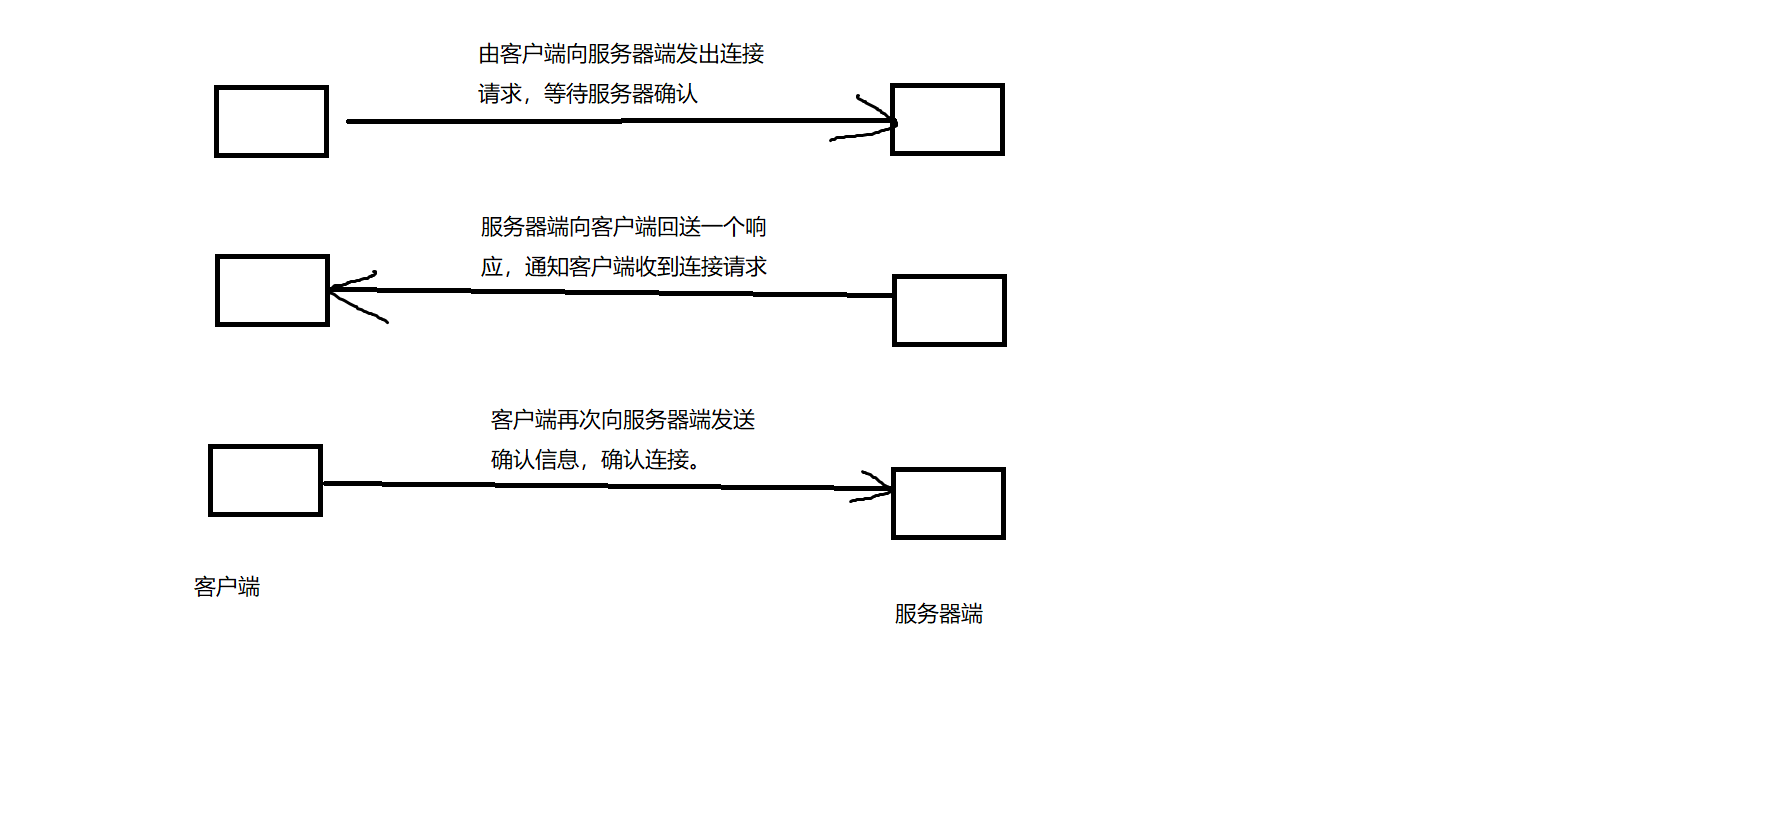 由客户端向服务器端发出连接
请求，等待服务器确认
服务器端向客户端回送一个响
应，通知客户端收到连接请求
客户端再次向服务器端发送
确认信息，确认连接。
客户端
服务器端